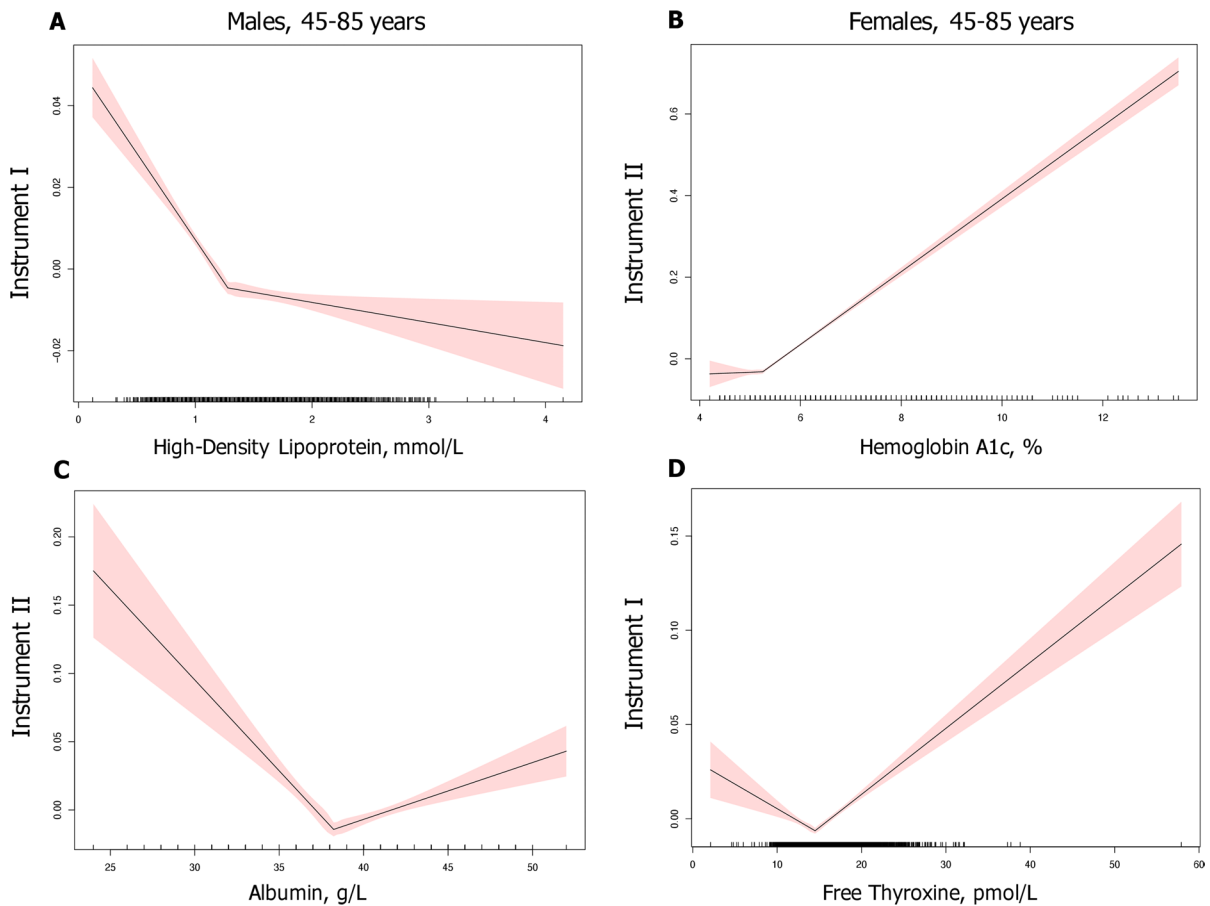 A
Males, 45-85 years
Instrument I
0.04
0.02
0.00
−0.02
0 1 2 3 4
High-Density Lipoprotein, mmol/L
B
Females, 45-85 years
Instrument II
0.6
0.4
0.2
0.0
4 6 8 10 12
Hemoglobin A1c, %
C
Instrument II
0.20
0.15
0.10
0.05
0.00
25 30 35 40 45 50
Albumin, g/L
D
Instrument I
0.15
0.10
0.05
0.00
0 10 20 30 40 50 60
Free Thyroxine, pmol/L